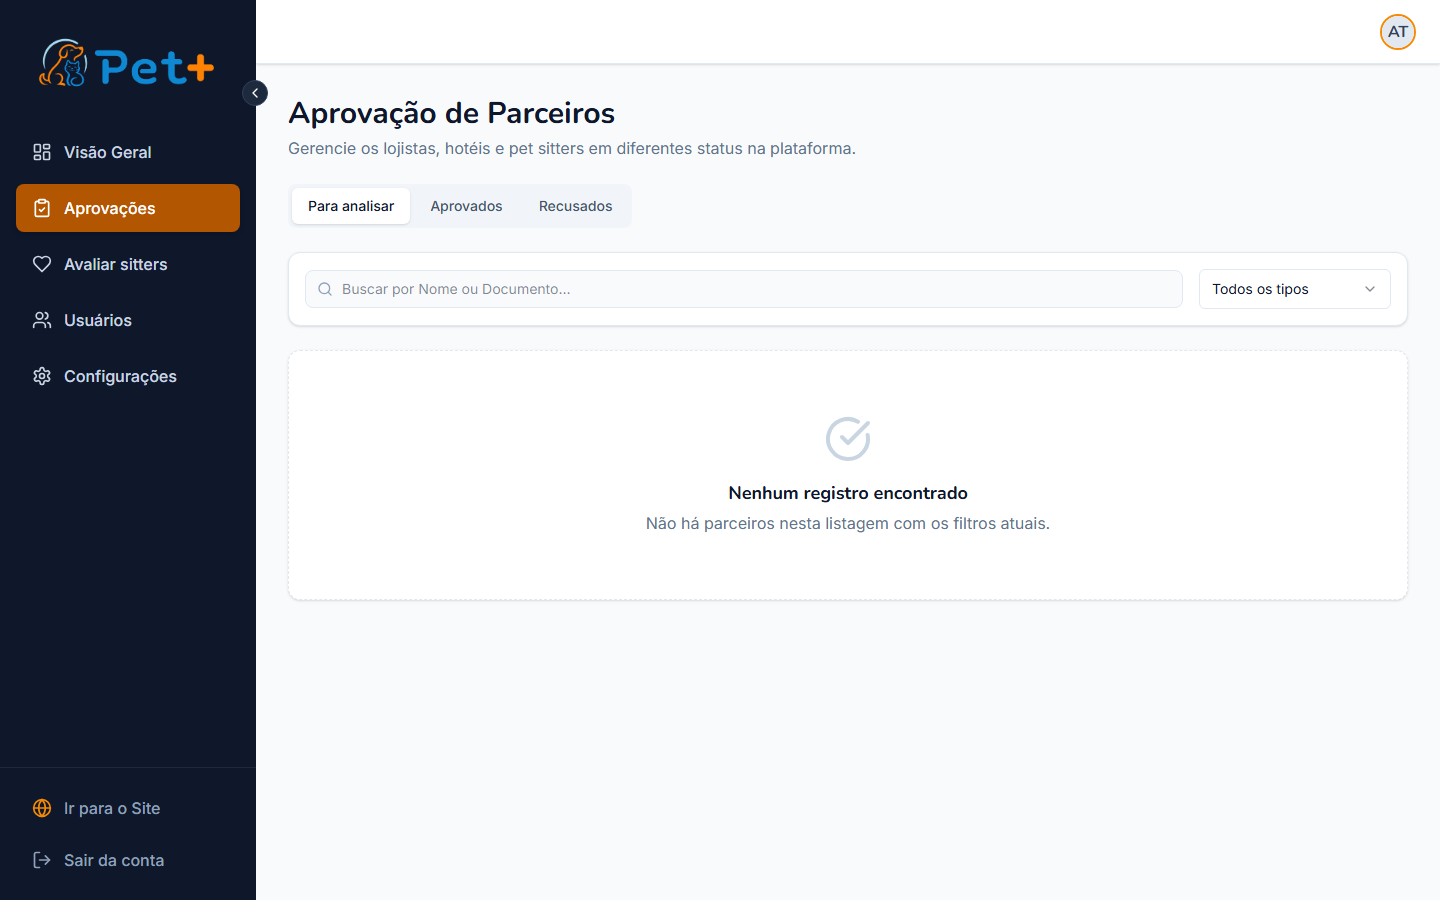 Pet+
AT
Visão Geral
Aprovações
Avaliar sitters
Usuários
Configurações
Ir para o Site
Sair da conta
Aprovação de Parceiros
Gerencie os lojistas, hotéis e pet sitters em diferentes status na plataforma.
Para analisar Aprovados Recusados
Buscar por Nome ou Documento... Todos os tipos
Nenhum registro encontrado
Não há parceiros nesta listagem com os filtros atuais.